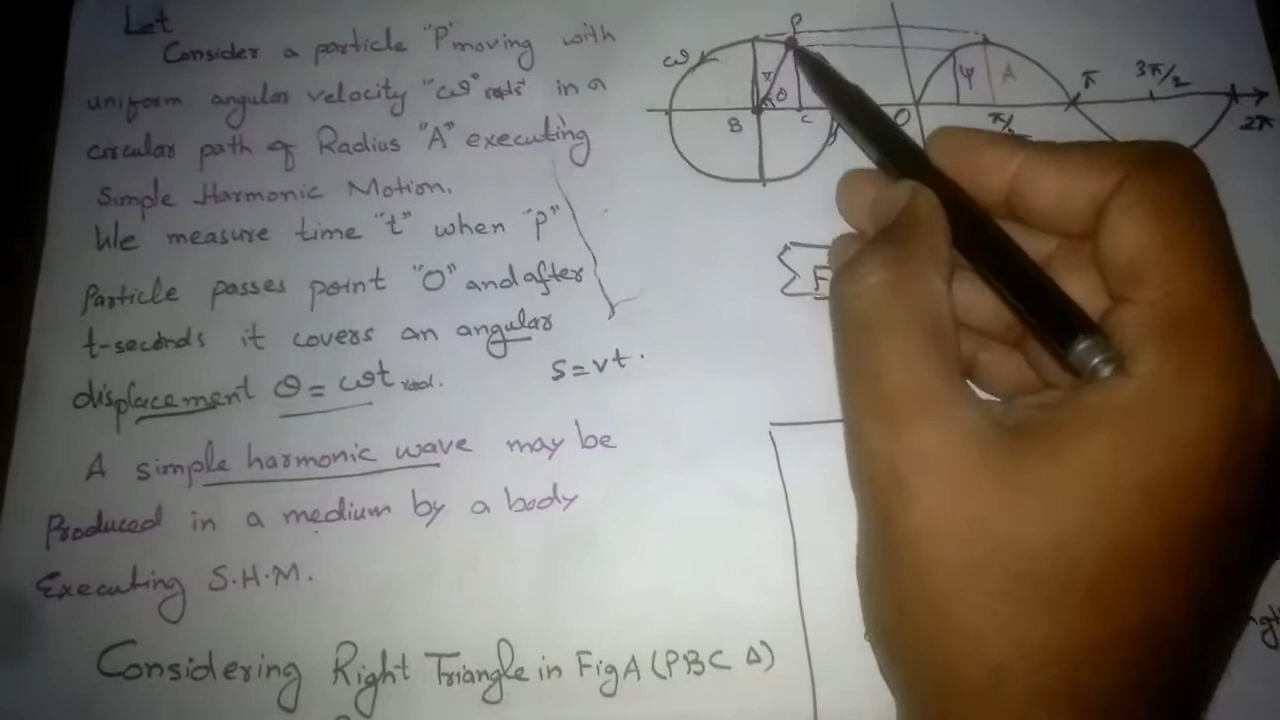 Let
Consider a particle "P" moving with
uniform angular velocity "ω" rad/s in a
circular path of Radius "A" executing
Simple Harmonic Motion.
We measure time "t" when "p"
Particle passes point "O" and after
t-seconds it covers an angular
displacement θ = ωt rad.
S = vt.
A simple harmonic wave may be
Produced in a medium by a body
Executing S.H.M.
Considering Right Triangle in Fig A (PBC Δ)
P
ω
θ
B
C
O
y
A
π
3π/2
2π
F